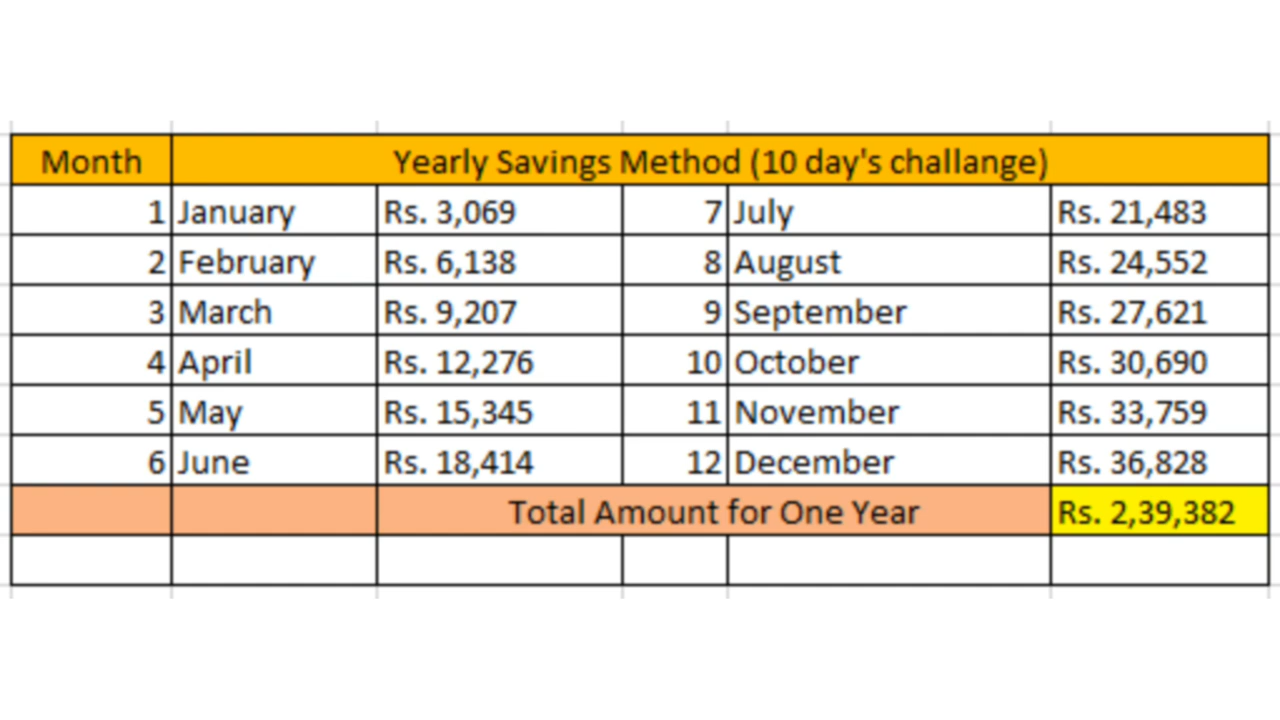 Month Yearly Savings Method (10 day's challange)
1 January Rs. 3,069 7 July Rs. 21,483
2 February Rs. 6,138 8 August Rs. 24,552
3 March Rs. 9,207 9 September Rs. 27,621
4 April Rs. 12,276 10 October Rs. 30,690
5 May Rs. 15,345 11 November Rs. 33,759
6 June Rs. 18,414 12 December Rs. 36,828
Total Amount for One Year Rs. 2,39,382